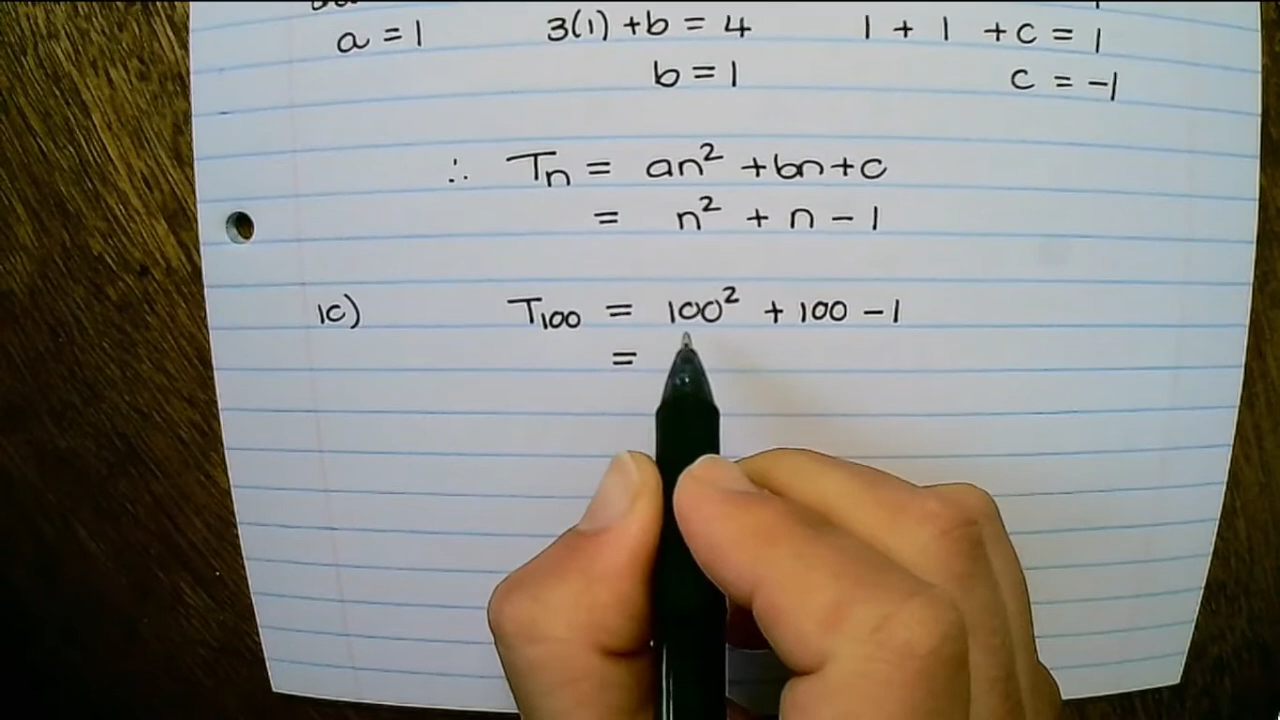 a = 1 3(1) + b = 4 1 + 1 + c = 1
b = 1 c = -1
∴ Tn = an² + bn + c
= n² + n - 1
1c) T100 = 100² + 100 - 1
=